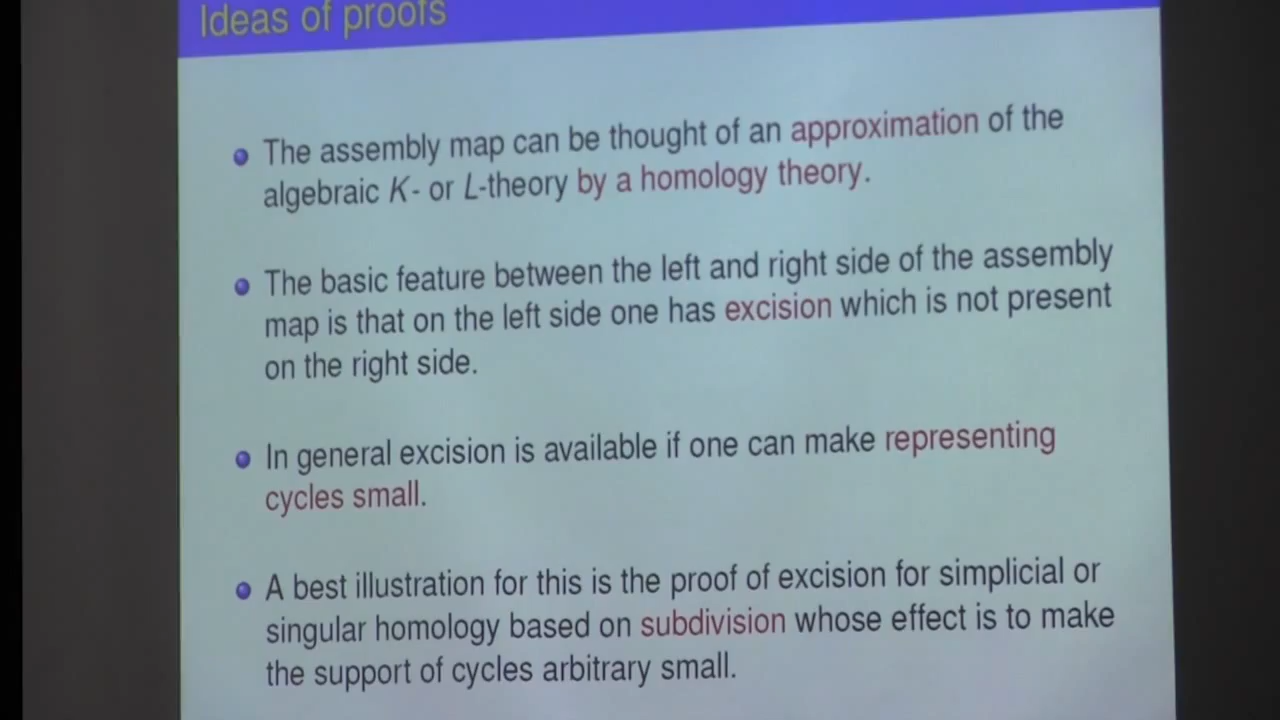 Ideas of proofs
The assembly map can be thought of an approximation of the
algebraic K- or L-theory by a homology theory.
The basic feature between the left and right side of the assembly
map is that on the left side one has excision which is not present
on the right side.
In general excision is available if one can make representing
cycles small.
A best illustration for this is the proof of excision for simplicial or
singular homology based on subdivision whose effect is to make
the support of cycles arbitrary small.